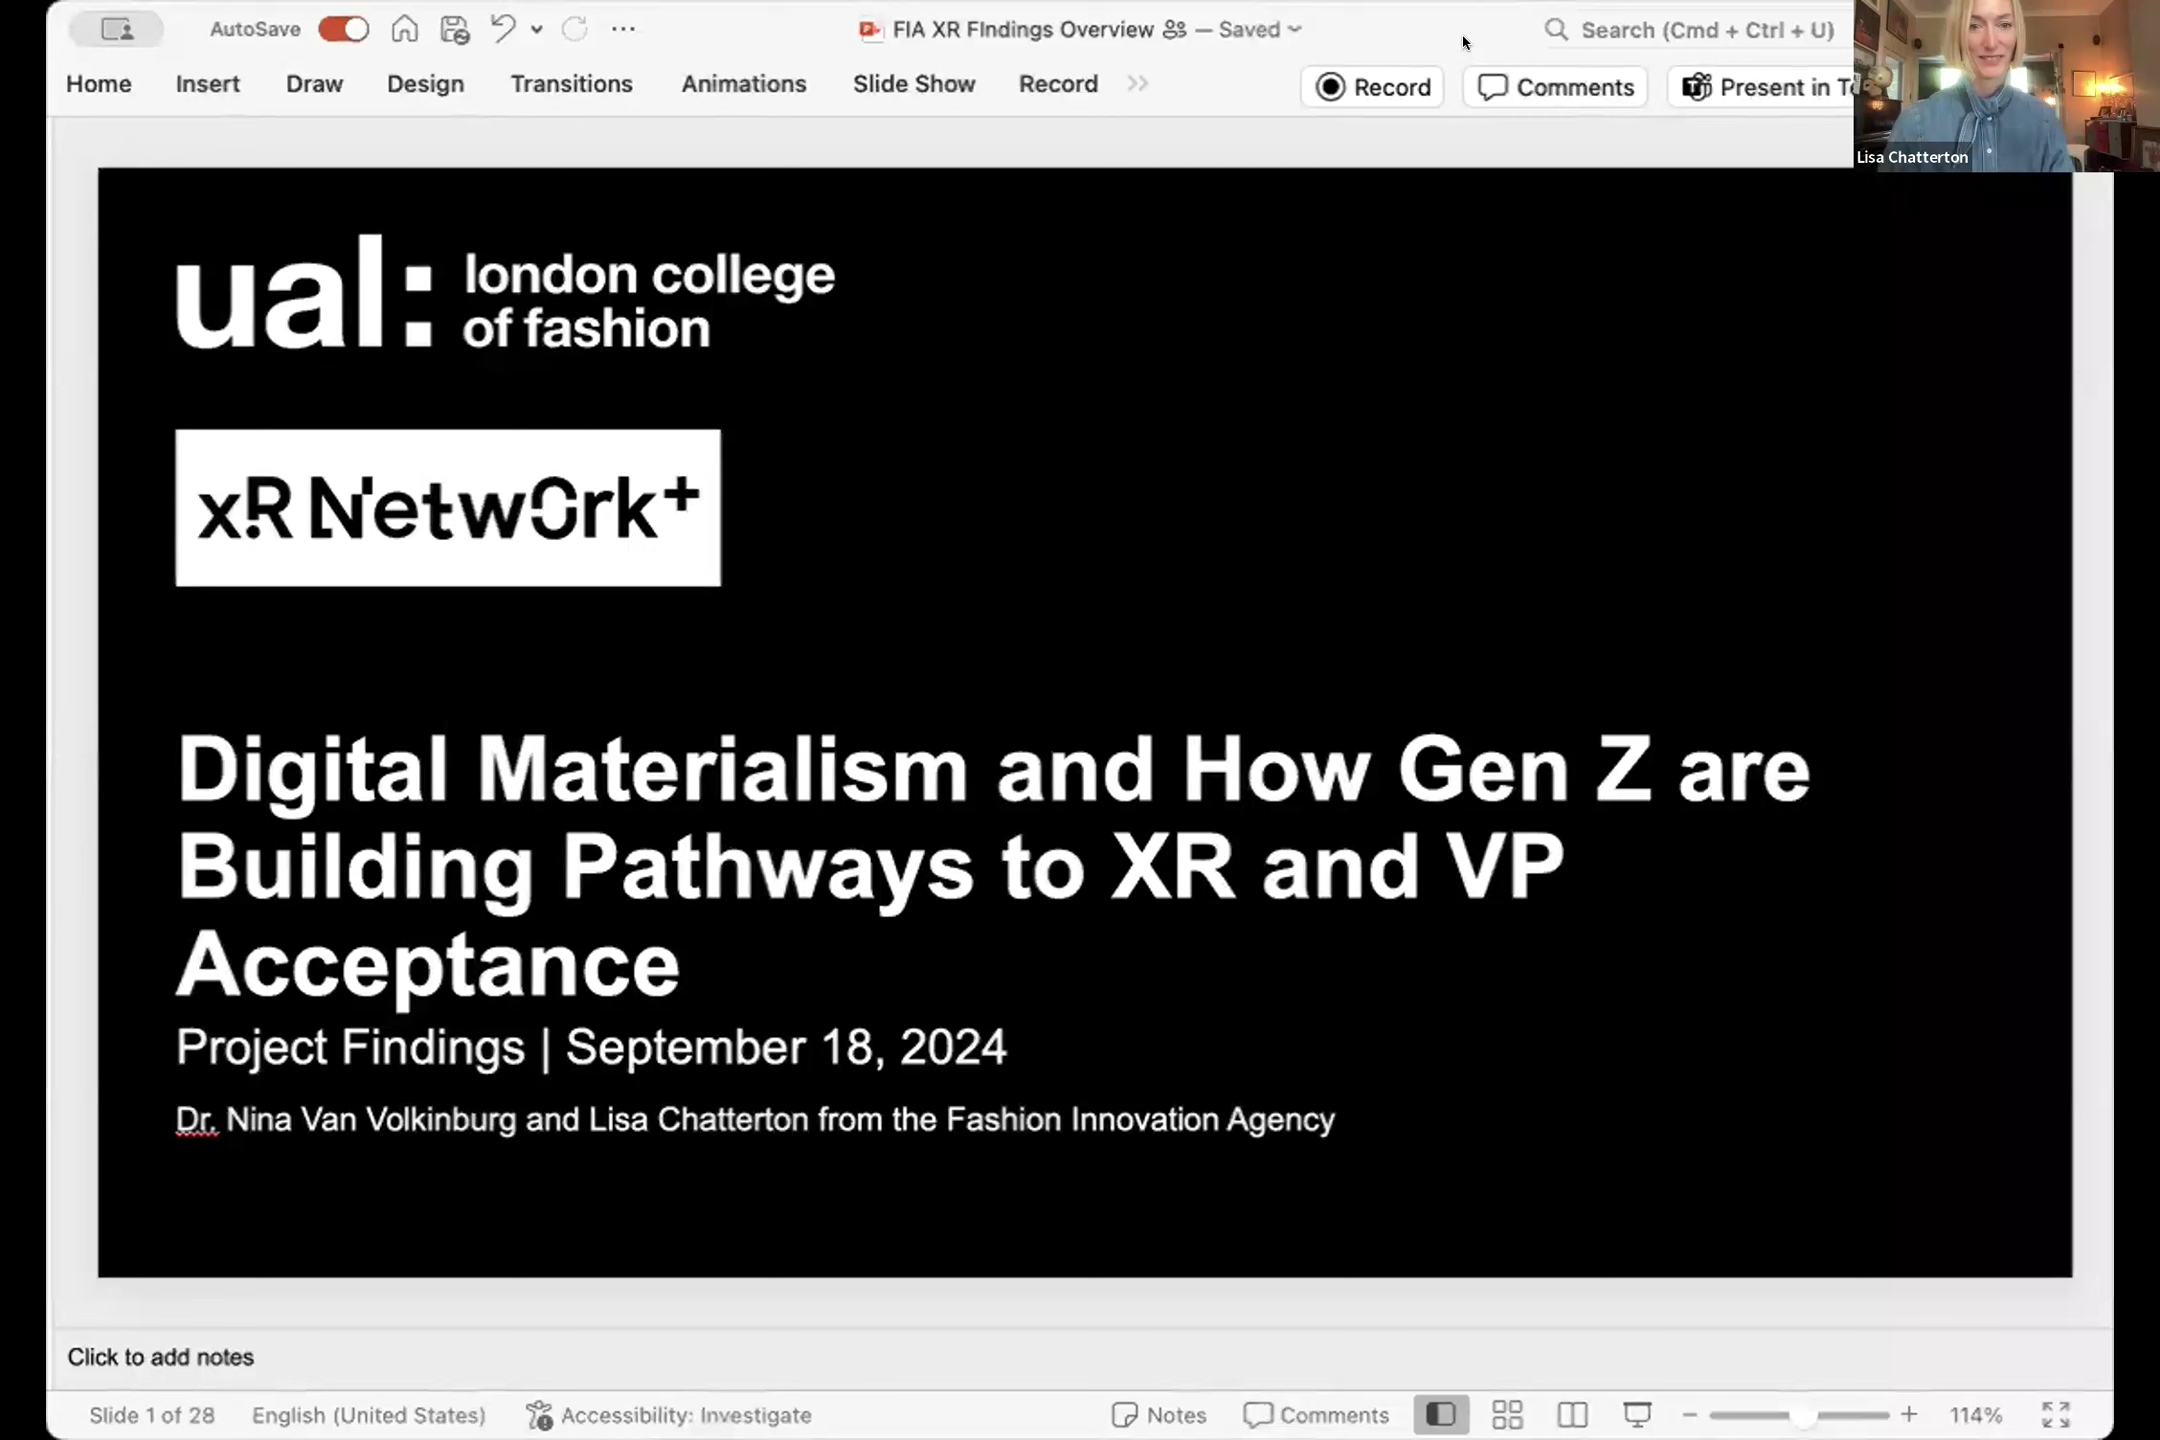 AutoSave
FIA XR FIndings Overview — Saved
Search (Cmd + Ctrl + U)
Home Insert Draw Design Transitions Animations Slide Show Record
Record Comments Present in
Lisa Chatterton
ual: london college
of fashion
xR NetwOrk+
Digital Materialism and How Gen Z are
Building Pathways to XR and VP
Acceptance
Project Findings | September 18, 2024
Dr. Nina Van Volkinburg and Lisa Chatterton from the Fashion Innovation Agency
Click to add notes
Slide 1 of 28 English (United States) Accessibility: Investigate Notes Comments 114%